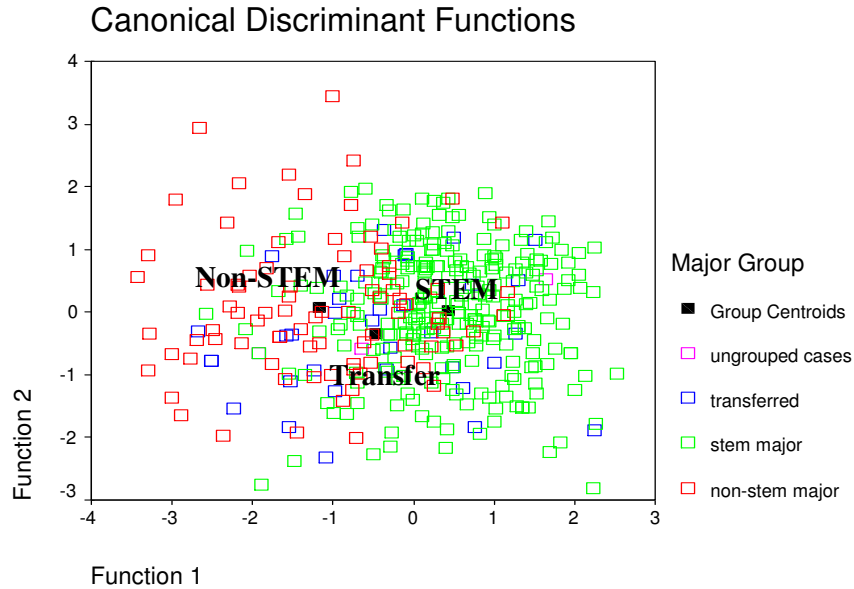 Canonical Discriminant Functions
4
3
2
1
0
-1
-2
-3
Function 2
-4
-3
-2
-1
0
1
2
3
Function 1
Non-STEM
STEM
Transfer
Major Group
Group Centroids
ungrouped cases
transferred
stem major
non-stem major